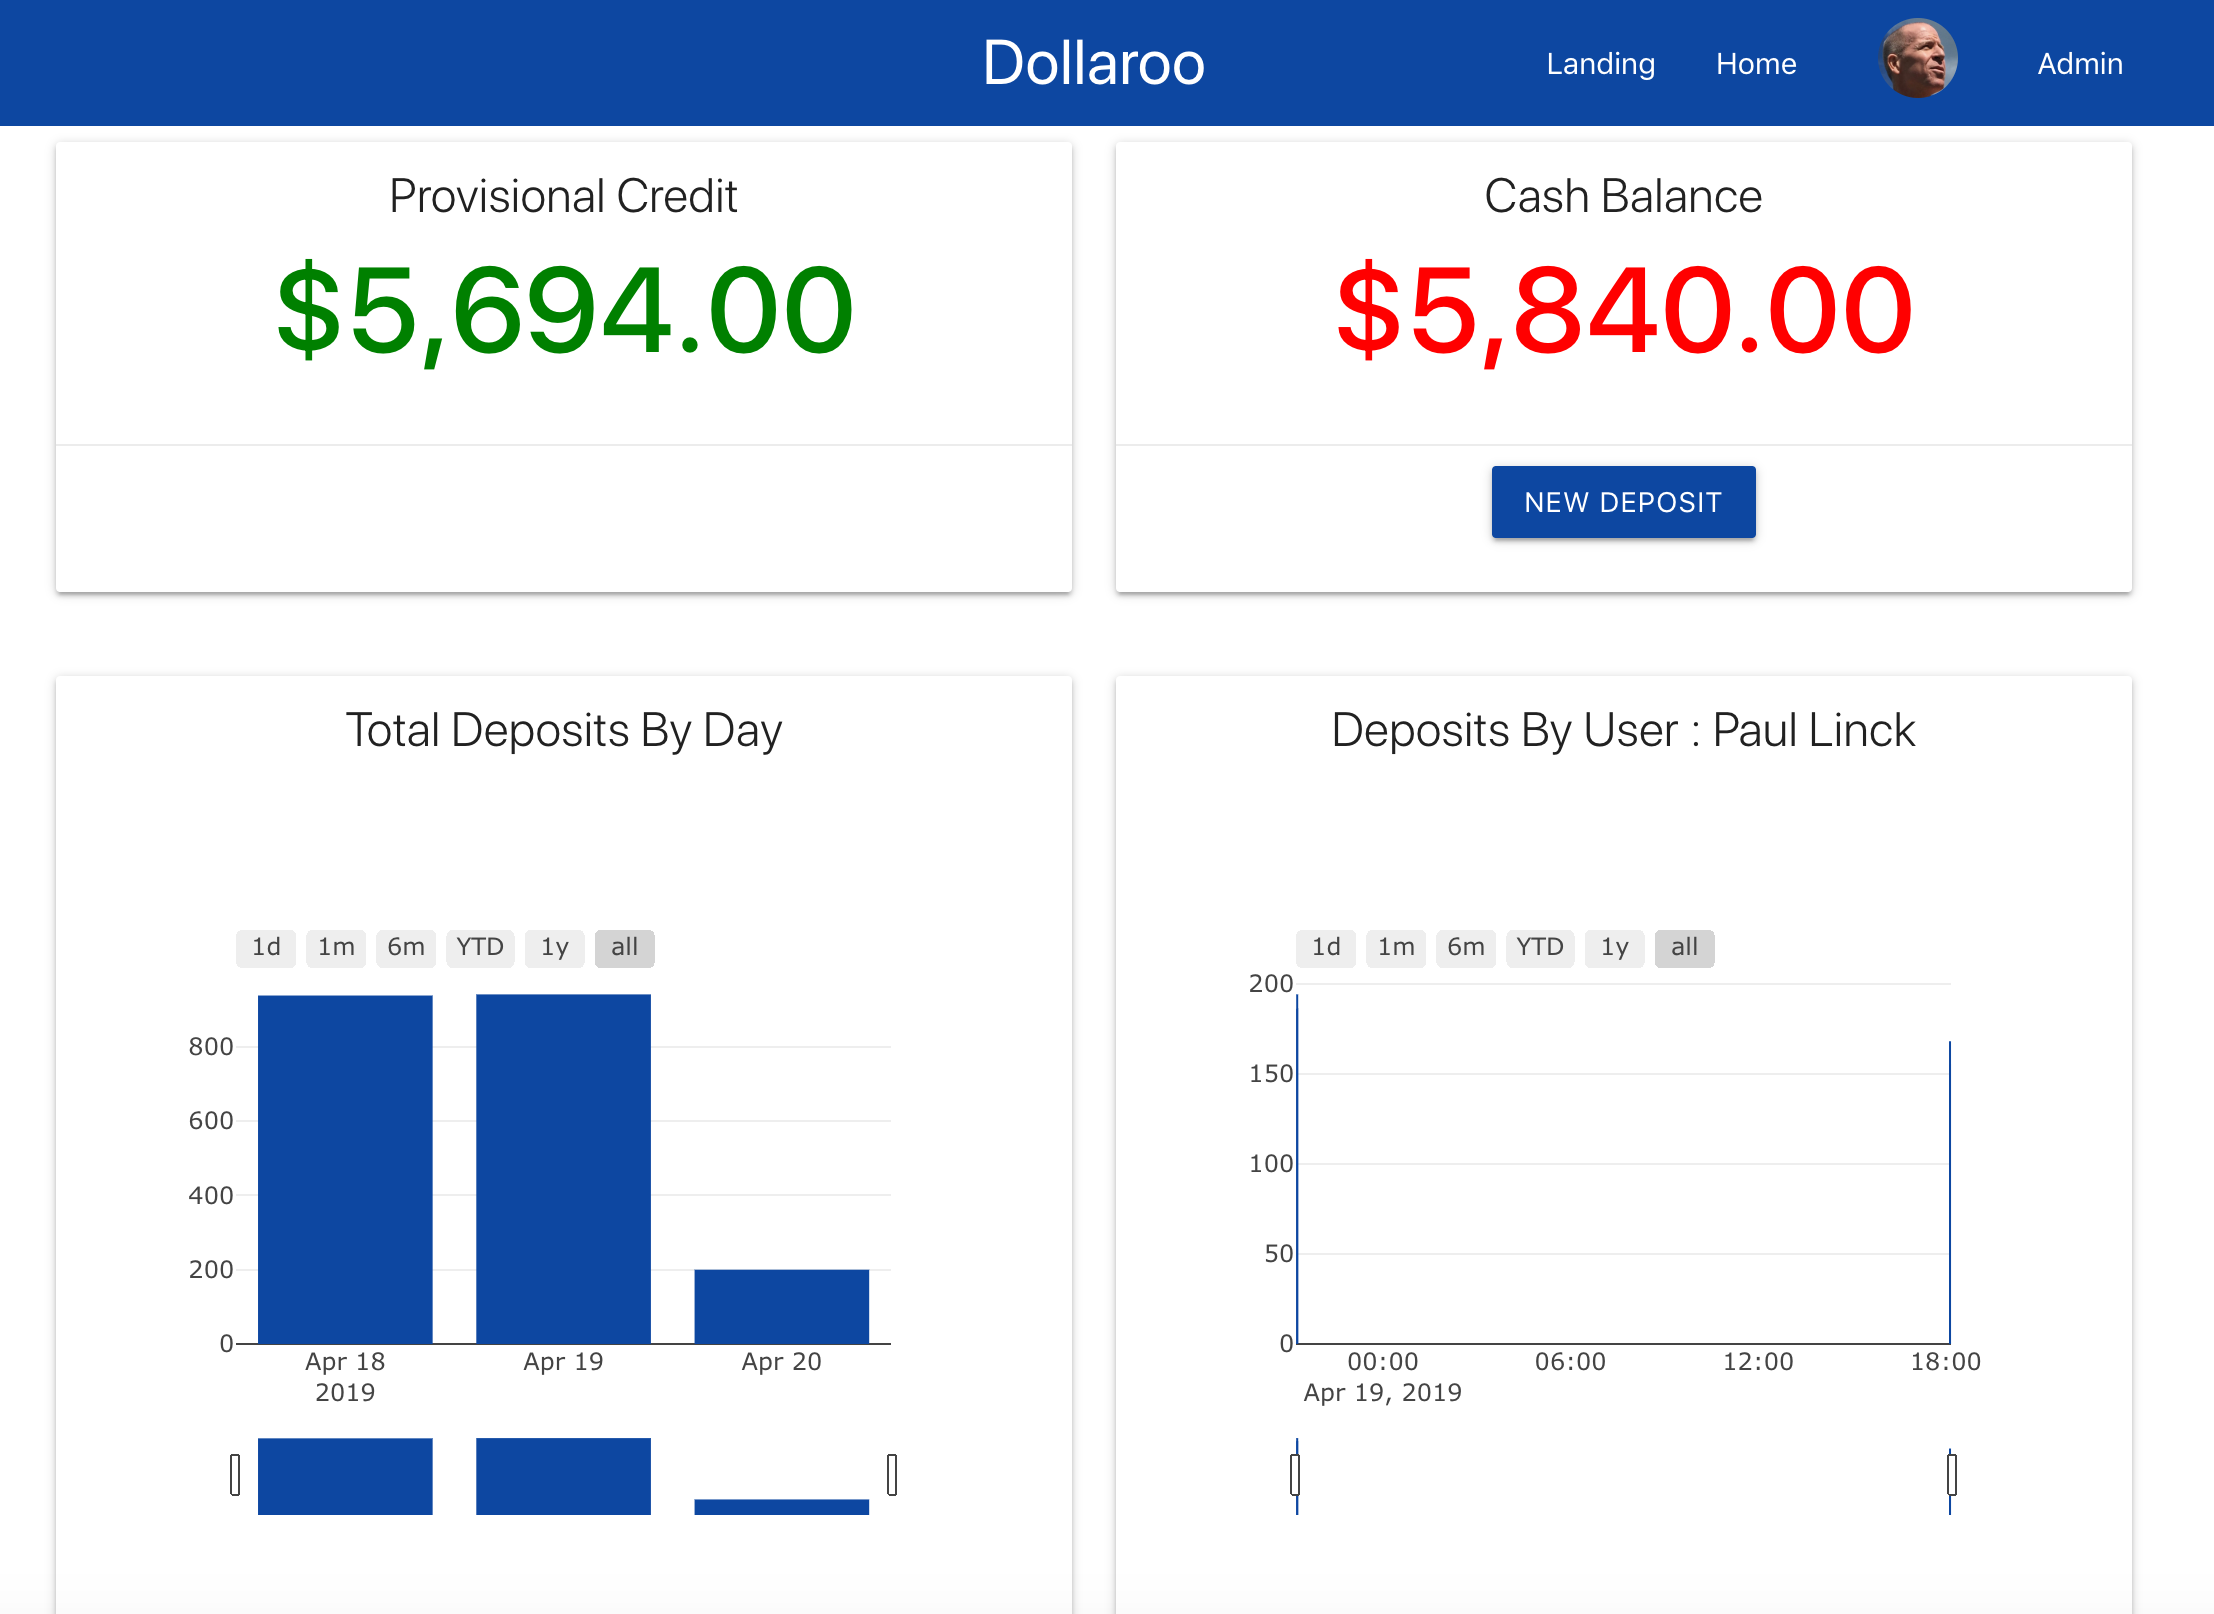 Dollaroo
Landing Home Admin
Provisional Credit
$5,694.00
Cash Balance
$5,840.00
NEW DEPOSIT
Total Deposits By Day
1d 1m 6m YTD 1y all
800
600
400
200
0
Apr 18 Apr 19 Apr 20
2019
Deposits By User : Paul Linck
1d 1m 6m YTD 1y all
200
150
100
50
0
00:00 06:00 12:00 18:00
Apr 19, 2019